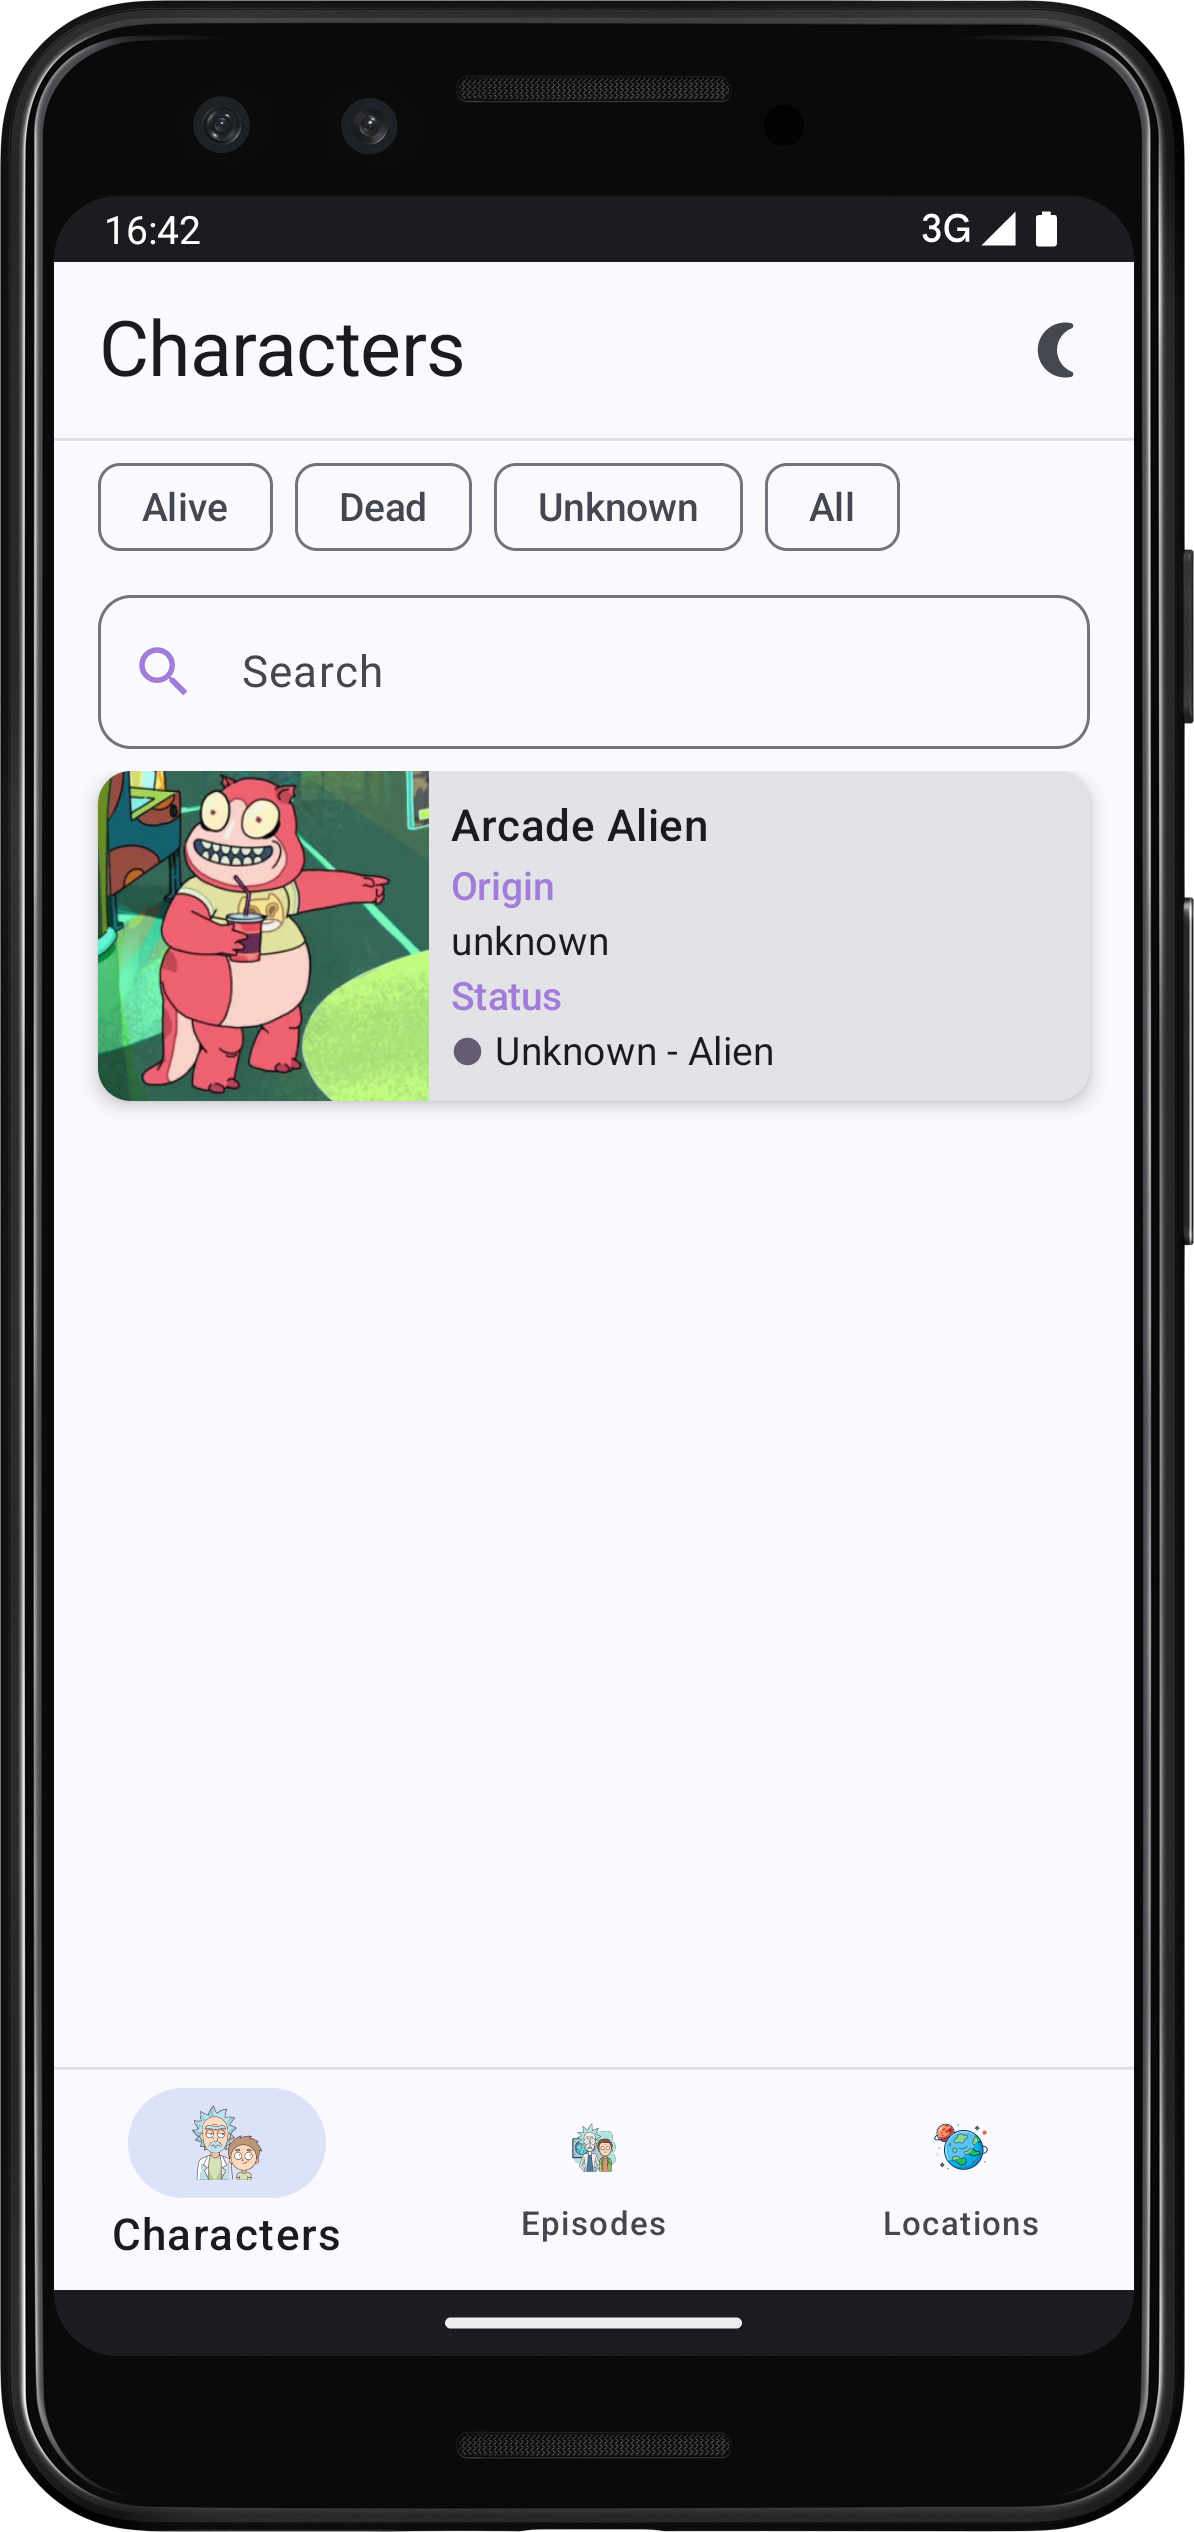 16:42 3G
Characters
Alive Dead Unknown All
Search
Arcade Alien
Origin
unknown
Status
Unknown - Alien
Characters Episodes Locations